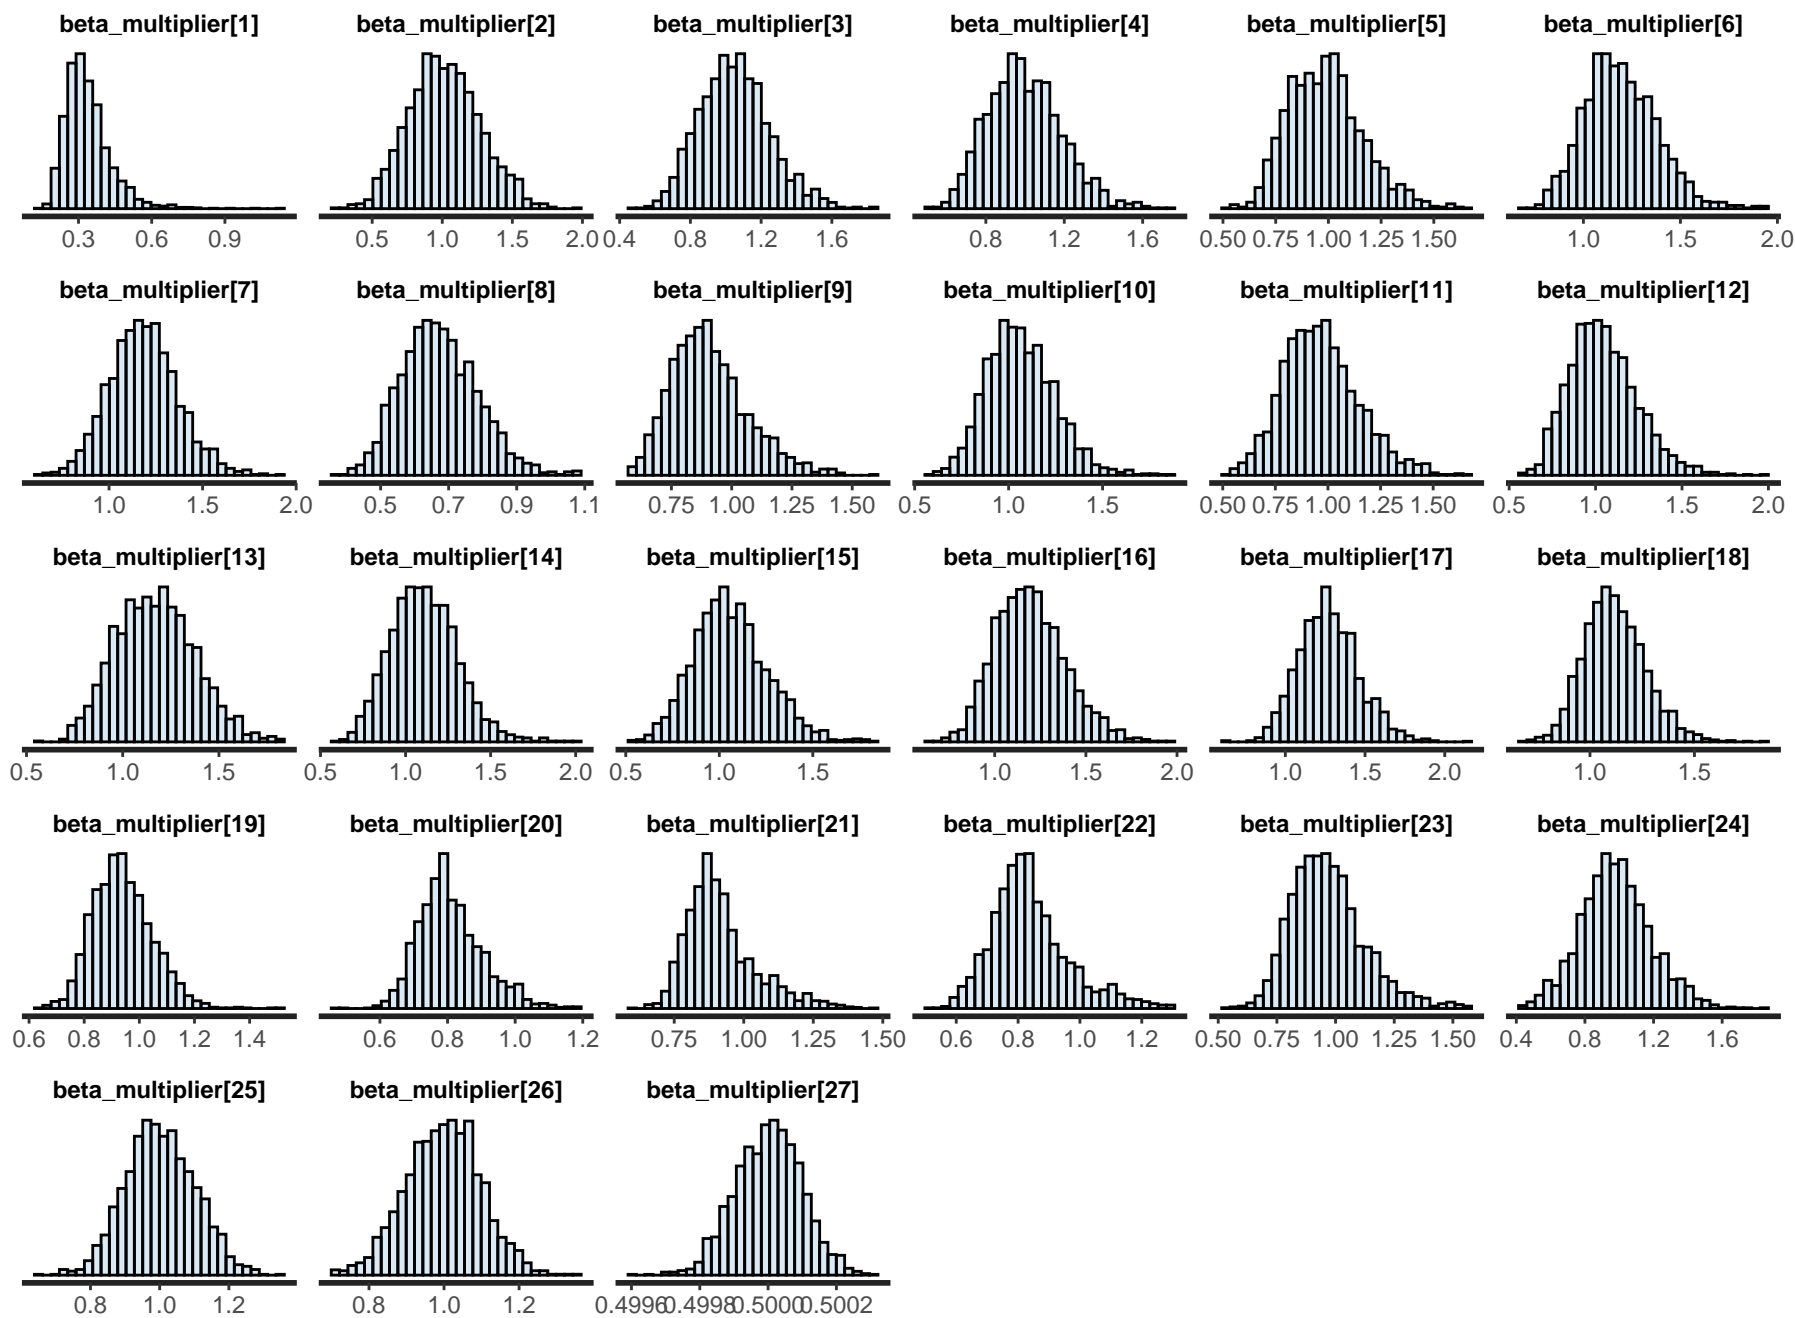 beta_multiplier[1] beta_multiplier[2] beta_multiplier[3] beta_multiplier[4] beta_multiplier[5] beta_multiplier[6]
0.3 0.6 0.9 0.5 1.0 1.5 2.0 0.4 0.8 1.2 1.6 0.8 1.2 1.6 0.50 0.75 1.00 1.25 1.50 1.0 1.5 2.0
beta_multiplier[7] beta_multiplier[8] beta_multiplier[9] beta_multiplier[10] beta_multiplier[11] beta_multiplier[12]
1.0 1.5 2.0 0.5 0.7 0.9 1.1 0.75 1.00 1.25 1.50 0.5 1.0 1.5 0.50 0.75 1.00 1.25 1.50 0.5 1.0 1.5 2.0
beta_multiplier[13] beta_multiplier[14] beta_multiplier[15] beta_multiplier[16] beta_multiplier[17] beta_multiplier[18]
0.5 1.0 1.5 0.5 1.0 1.5 2.0 0.5 1.0 1.5 1.0 1.5 2.0 1.0 1.5 2.0 1.0 1.5
beta_multiplier[19] beta_multiplier[20] beta_multiplier[21] beta_multiplier[22] beta_multiplier[23] beta_multiplier[24]
0.6 0.8 1.0 1.2 1.4 0.6 0.8 1.0 1.2 0.75 1.00 1.25 1.50 0.6 0.8 1.0 1.2 0.50 0.75 1.00 1.25 1.50 0.4 0.8 1.2 1.6
beta_multiplier[25] beta_multiplier[26] beta_multiplier[27]
0.8 1.0 1.2 0.8 1.0 1.2 0.4996 0.4998 0.5000 0.5002